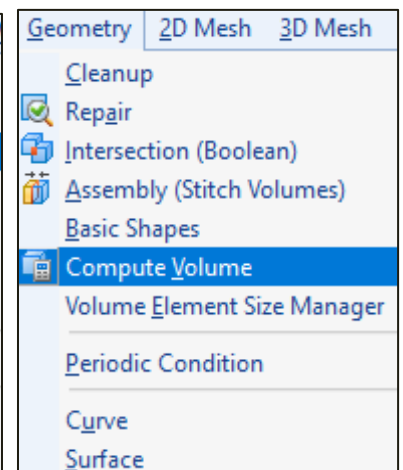 Geometry 2D Mesh 3D Mesh
Cleanup
Repair
Intersection (Boolean)
Assembly (Stitch Volumes)
Basic Shapes
Compute Volume
Volume Element Size Manager
Periodic Condition
Curve
Surface